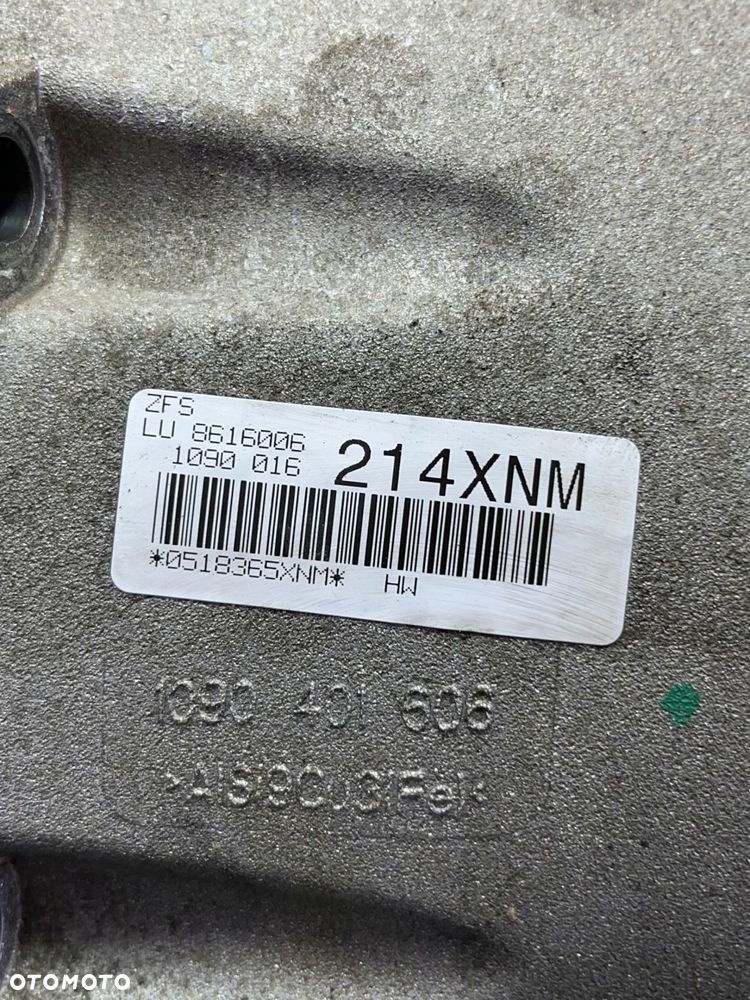 ZFS
LU 8616006
1090 016
214XNM
*0518365XNM*
HW
1090 401 606
>AlSi9Cu3(Fe)<
OTOMOTO